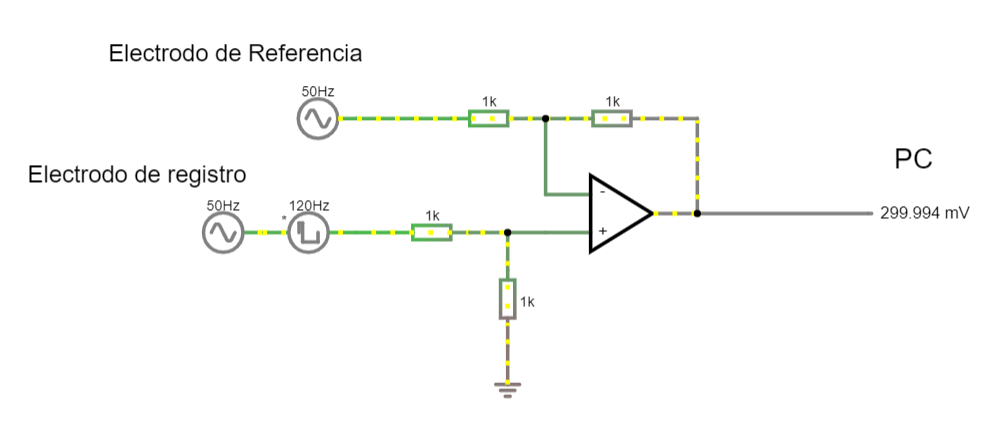 Electrodo de Referencia
50Hz
1k
1k
PC
Electrodo de registro
50Hz
* 120Hz
1k
-
+
299.994 mV
1k